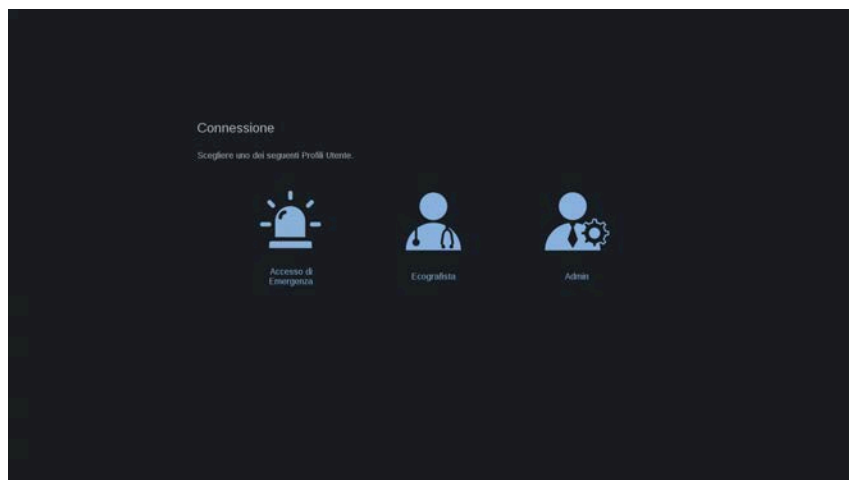 Connessione
Scegliere uno dei seguenti Profili Utente.
Accesso di
Emergenza
Ecografista
Admin